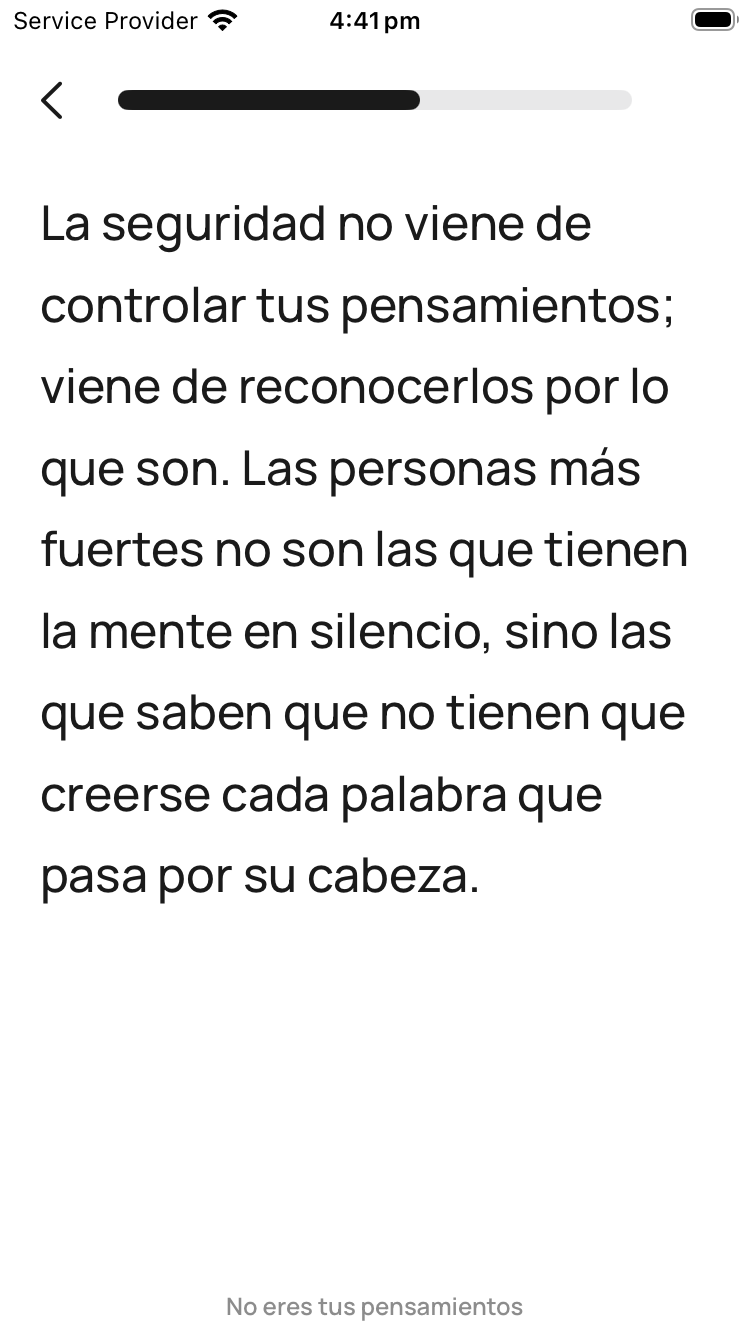 Service Provider 4:41 pm
La seguridad no viene de
controlar tus pensamientos;
viene de reconocerlos por lo
que son. Las personas más
fuertes no son las que tienen
la mente en silencio, sino las
que saben que no tienen que
creerse cada palabra que
pasa por su cabeza.
No eres tus pensamientos